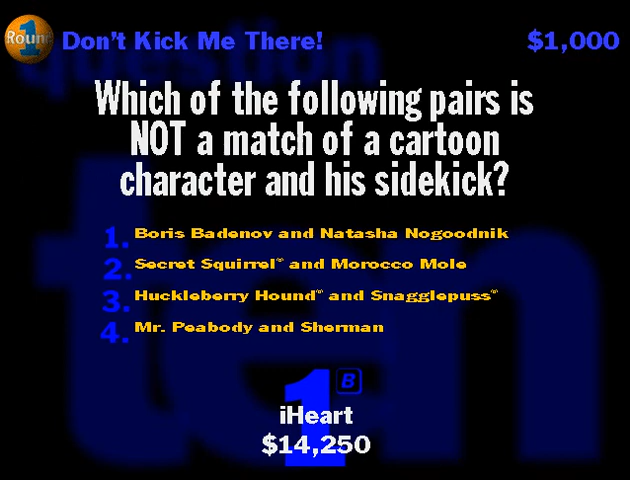 Round 1 Don't Kick Me There! $1,000
question
Which of the following pairs is
NOT a match of a cartoon
character and his sidekick?
1. Boris Badenov and Natasha Nogoodnik
2. Secret Squirrel® and Morocco Mole
3. Huckleberry Hound® and Snagglepuss®
4. Mr. Peabody and Sherman
ten
1 B
iHeart
$14,250